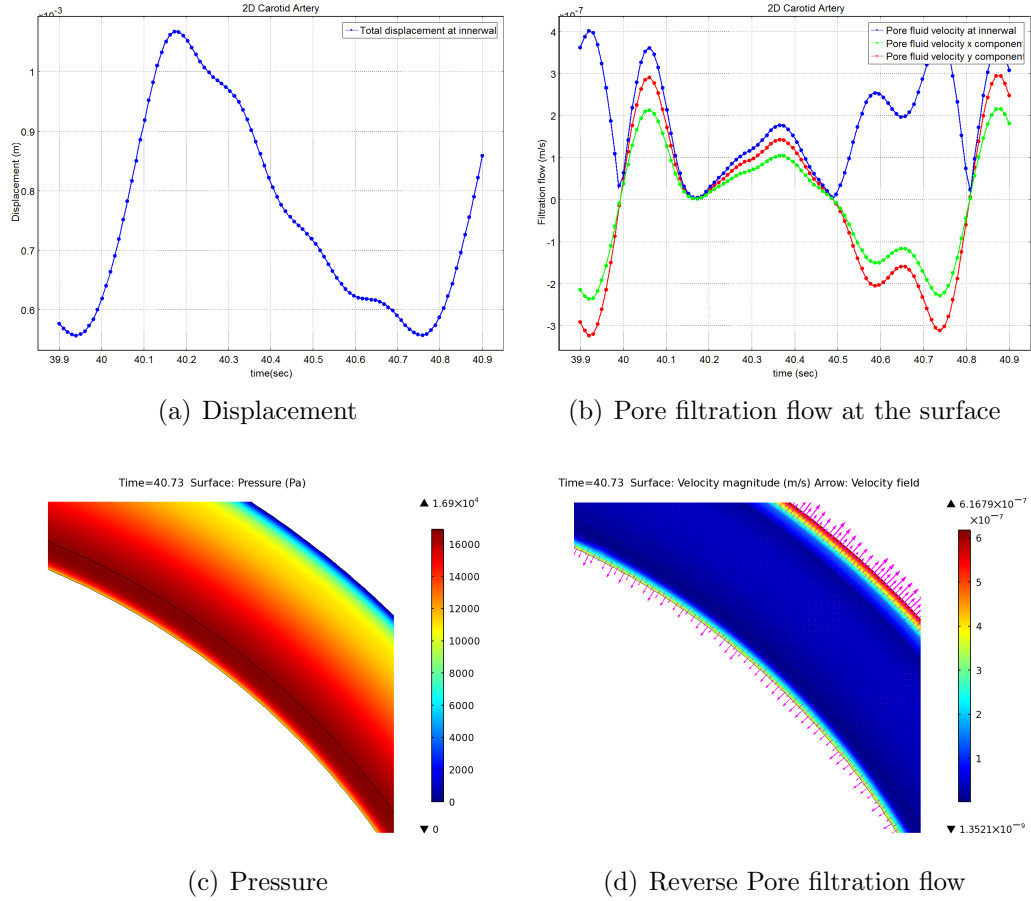 2D Carotid Artery
×10⁻³
Total displacement at innerwal
1
0.9
0.8
0.7
0.6
Displacement (m)
39.9 40 40.1 40.2 40.3 40.4 40.5 40.6 40.7 40.8 40.9
time(sec)
(a) Displacement
2D Carotid Artery
×10⁻⁷
Pore fluid velocity at innerwal
Pore fluid velocity x component
Pore fluid velocity y component
4
3
2
1
0
-1
-2
-3
Filtration flow (m/s)
39.9 40 40.1 40.2 40.3 40.4 40.5 40.6 40.7 40.8 40.9
time (sec)
(b) Pore filtration flow at the surface
Time=40.73 Surface: Pressure (Pa)
▲ 1.69×10⁴
16000
14000
12000
10000
8000
6000
4000
2000
0
▼ 0
(c) Pressure
Time=40.73 Surface: Velocity magnitude (m/s) Arrow: Velocity field
▲ 6.1679×10⁻⁷
×10⁻⁷
6
5
4
3
2
1
▼ 1.3521×10⁻⁹
(d) Reverse Pore filtration flow